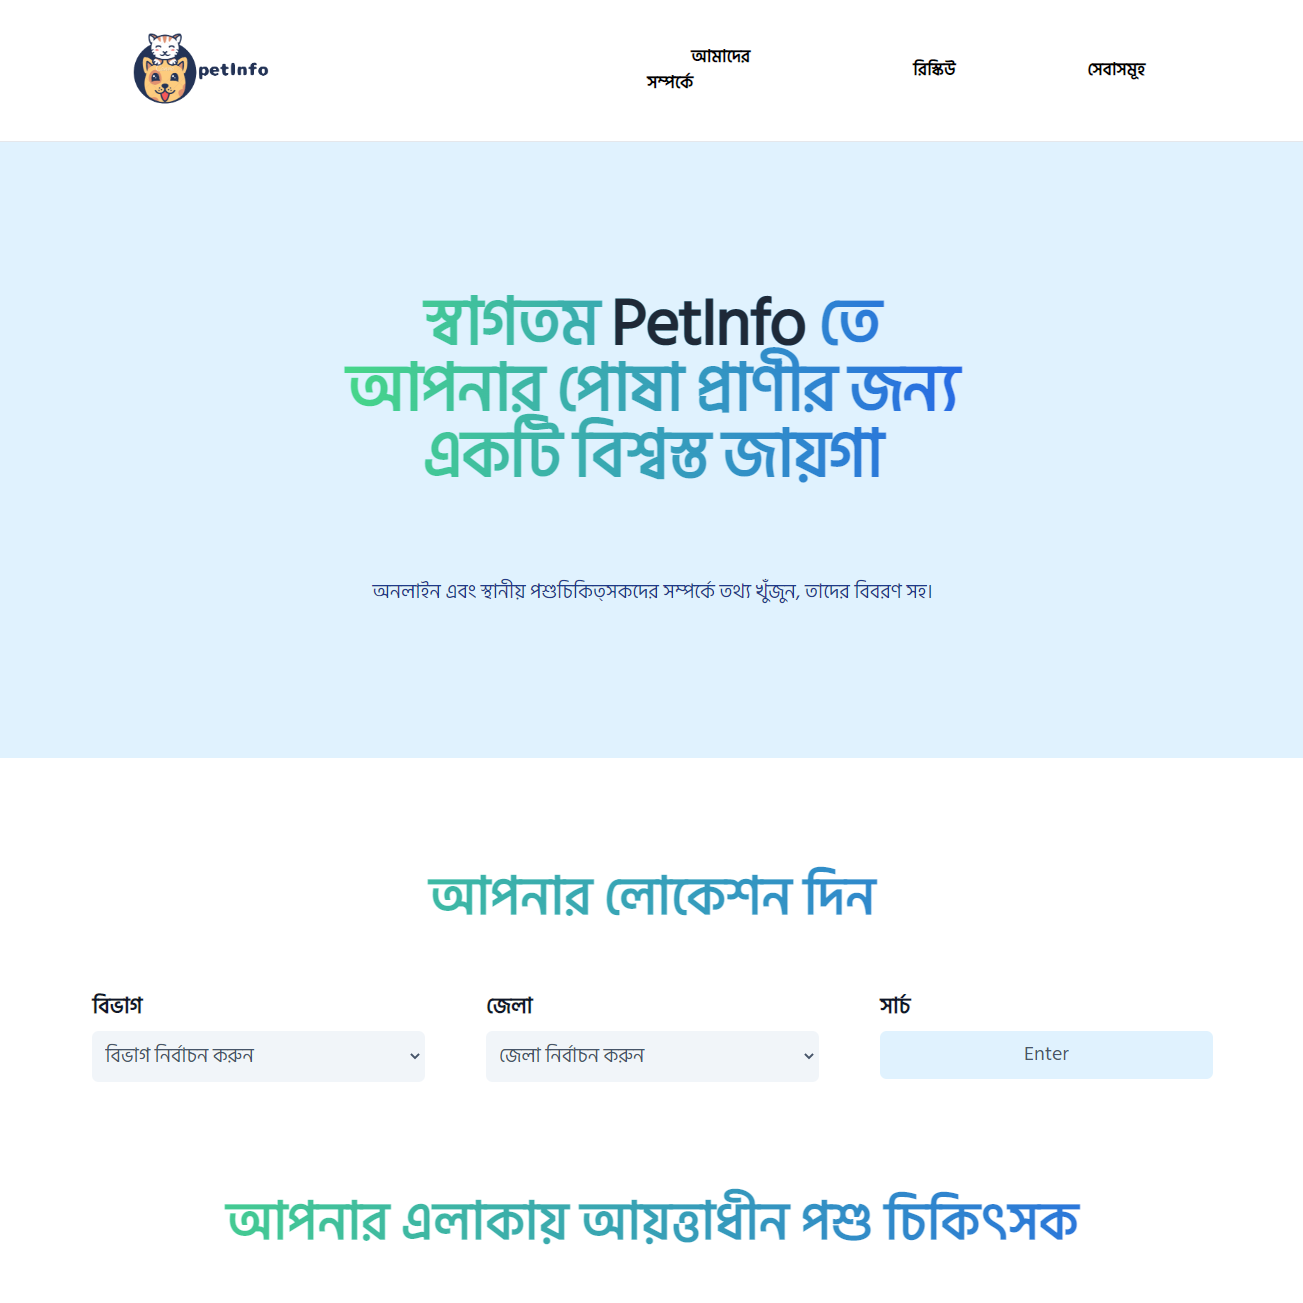 petInfo
আমাদের
সম্পর্কে
রিস্কিউ
সেবাসমূহ
স্বাগতম PetInfo তে
আপনার পোষা প্রাণীর জন্য
একটি বিশ্বস্ত জায়গা
অনলাইন এবং স্থানীয় পশুচিকিত্সকদের সম্পর্কে তথ্য খুঁজুন, তাদের বিবরণ সহ।
আপনার লোকেশন দিন
বিভাগ
জেলা
সার্চ
বিভাগ নির্বাচন করুন
জেলা নির্বাচন করুন
Enter
আপনার এলাকায় আয়ত্তাধীন পশু চিকিৎসক